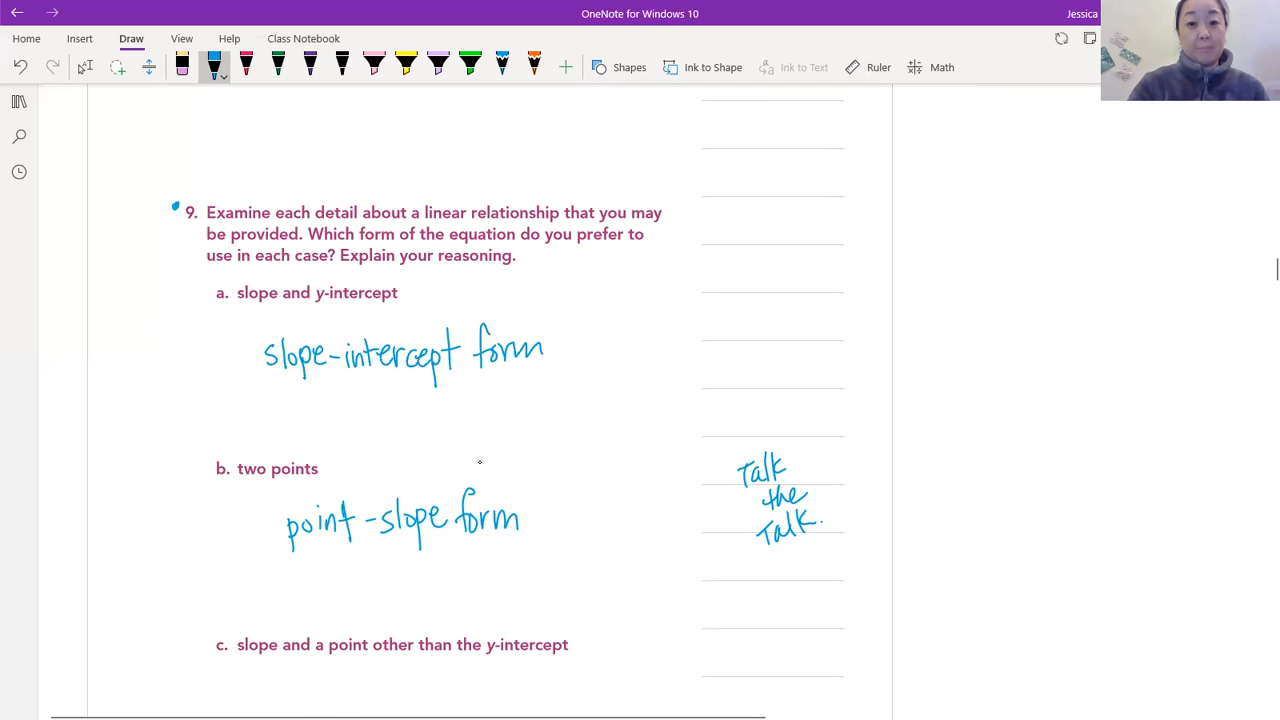 OneNote for Windows 10
Jessica
Home Insert Draw View Help Class Notebook
Shapes Ink to Shape Ink to Text Ruler Math
9. Examine each detail about a linear relationship that you may
be provided. Which form of the equation do you prefer to
use in each case? Explain your reasoning.
a. slope and y-intercept
slope-intercept form
b. two points
point-slope form
Talk
the
Talk.
c. slope and a point other than the y-intercept